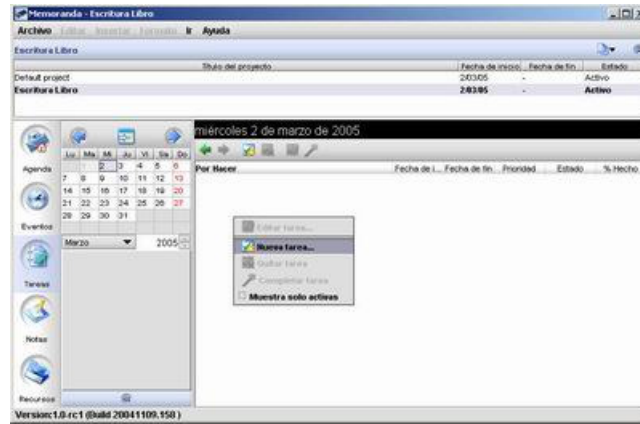 Memoranda - Escritura Libro
Archivo Editar Insertar Formato Ir Ayuda
Escritura Libro
Título del proyecto Fecha de inicio Fecha de fin Estado
Default project 2/03/05 - Activo
Escritura Libro 2/03/05 - Activo
miércoles 2 de marzo de 2005
Lu Ma Mi Ju Vi Sa Do
1 2 3 4 5 6
7 8 9 10 11 12 13
14 15 16 17 18 19 20
21 22 23 24 25 26 27
28 29 30 31
Marzo 2005
Agenda
Eventos
Tareas
Notas
Recursos
Por Hacer Fecha de i... Fecha de fin Prioridad Estado % Hecho
Editar tarea...
Nueva tarea...
Quitar tarea
Completar tarea
Muestra solo activas
Version:1.0-rc1 (Build 20041109.158 )